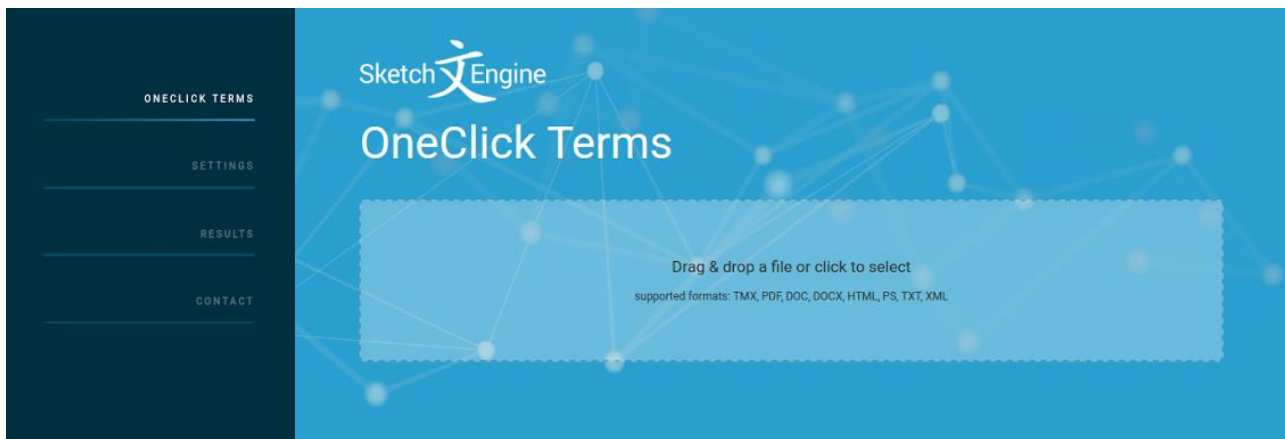 ONECLICK TERMS
SETTINGS
RESULTS
CONTACT
Sketch文Engine
OneClick Terms
Drag & drop a file or click to select
supported formats: TMX, PDF, DOC, DOCX, HTML, PS, TXT, XML